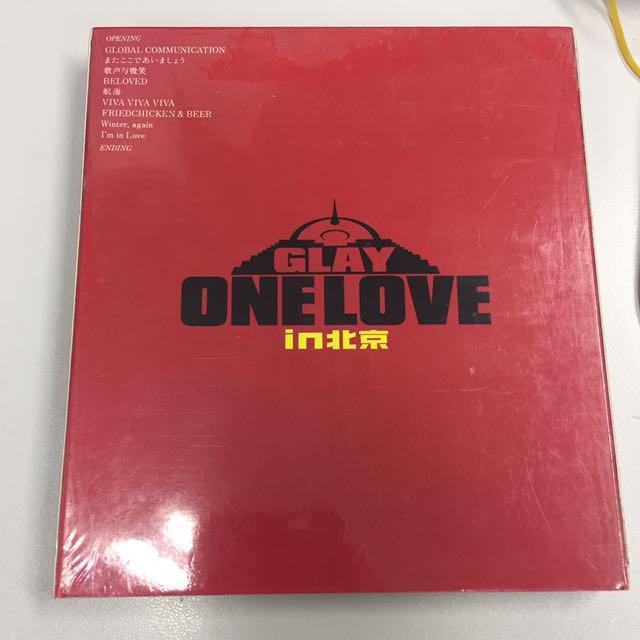 OPENING
GLOBAL COMMUNICATION
またここであいましょう
歌声与微笑
BELOVED
航海
VIVA VIVA VIVA
FRIEDCHICKEN & BEER
Winter, again
I'm in Love
ENDING
GLAY
ONE LOVE
in北京